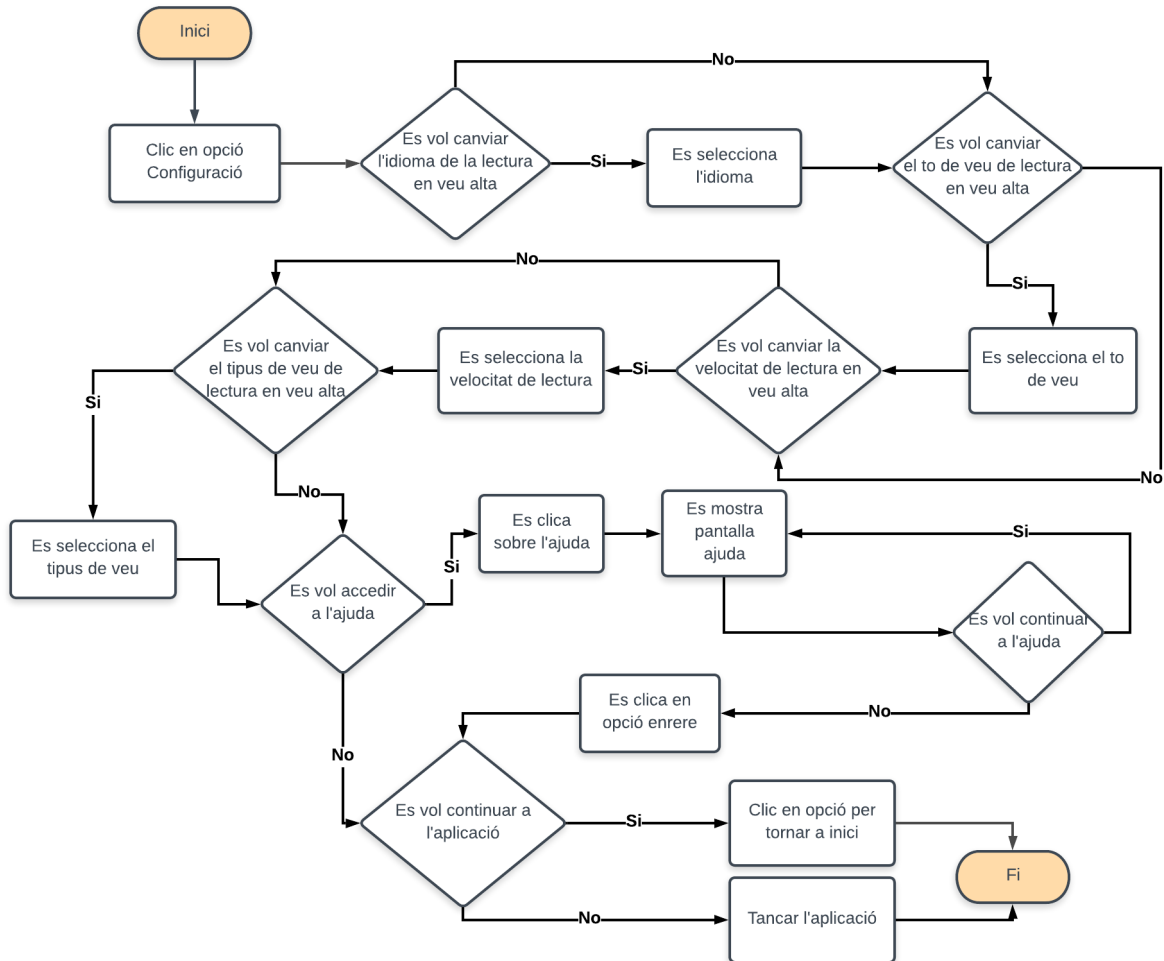 Inici
No
Clic en opció
Configuració
Es vol canviar
l'idioma de la lectura
en veu alta
Si
Es selecciona
l'idioma
Es vol canviar
el to de veu de lectura
en veu alta
No
Si
Es vol canviar
el tipus de veu de
lectura en veu alta
Es selecciona la
velocitat de lectura
Si
Es vol canviar la
velocitat de lectura en
veu alta
Es selecciona el to
de veu
Si
No
No
Es selecciona el
tipus de veu
Es vol accedir
a l'ajuda
Si
Es clica
sobre l'ajuda
Es mostra
pantalla
ajuda
Si
Es vol continuar
a l'ajuda
Es clica en
opció enrere
No
No
Es vol continuar a
l'aplicació
Si
Clic en opció per
tornar a inici
Fi
No
Tancar l'aplicació